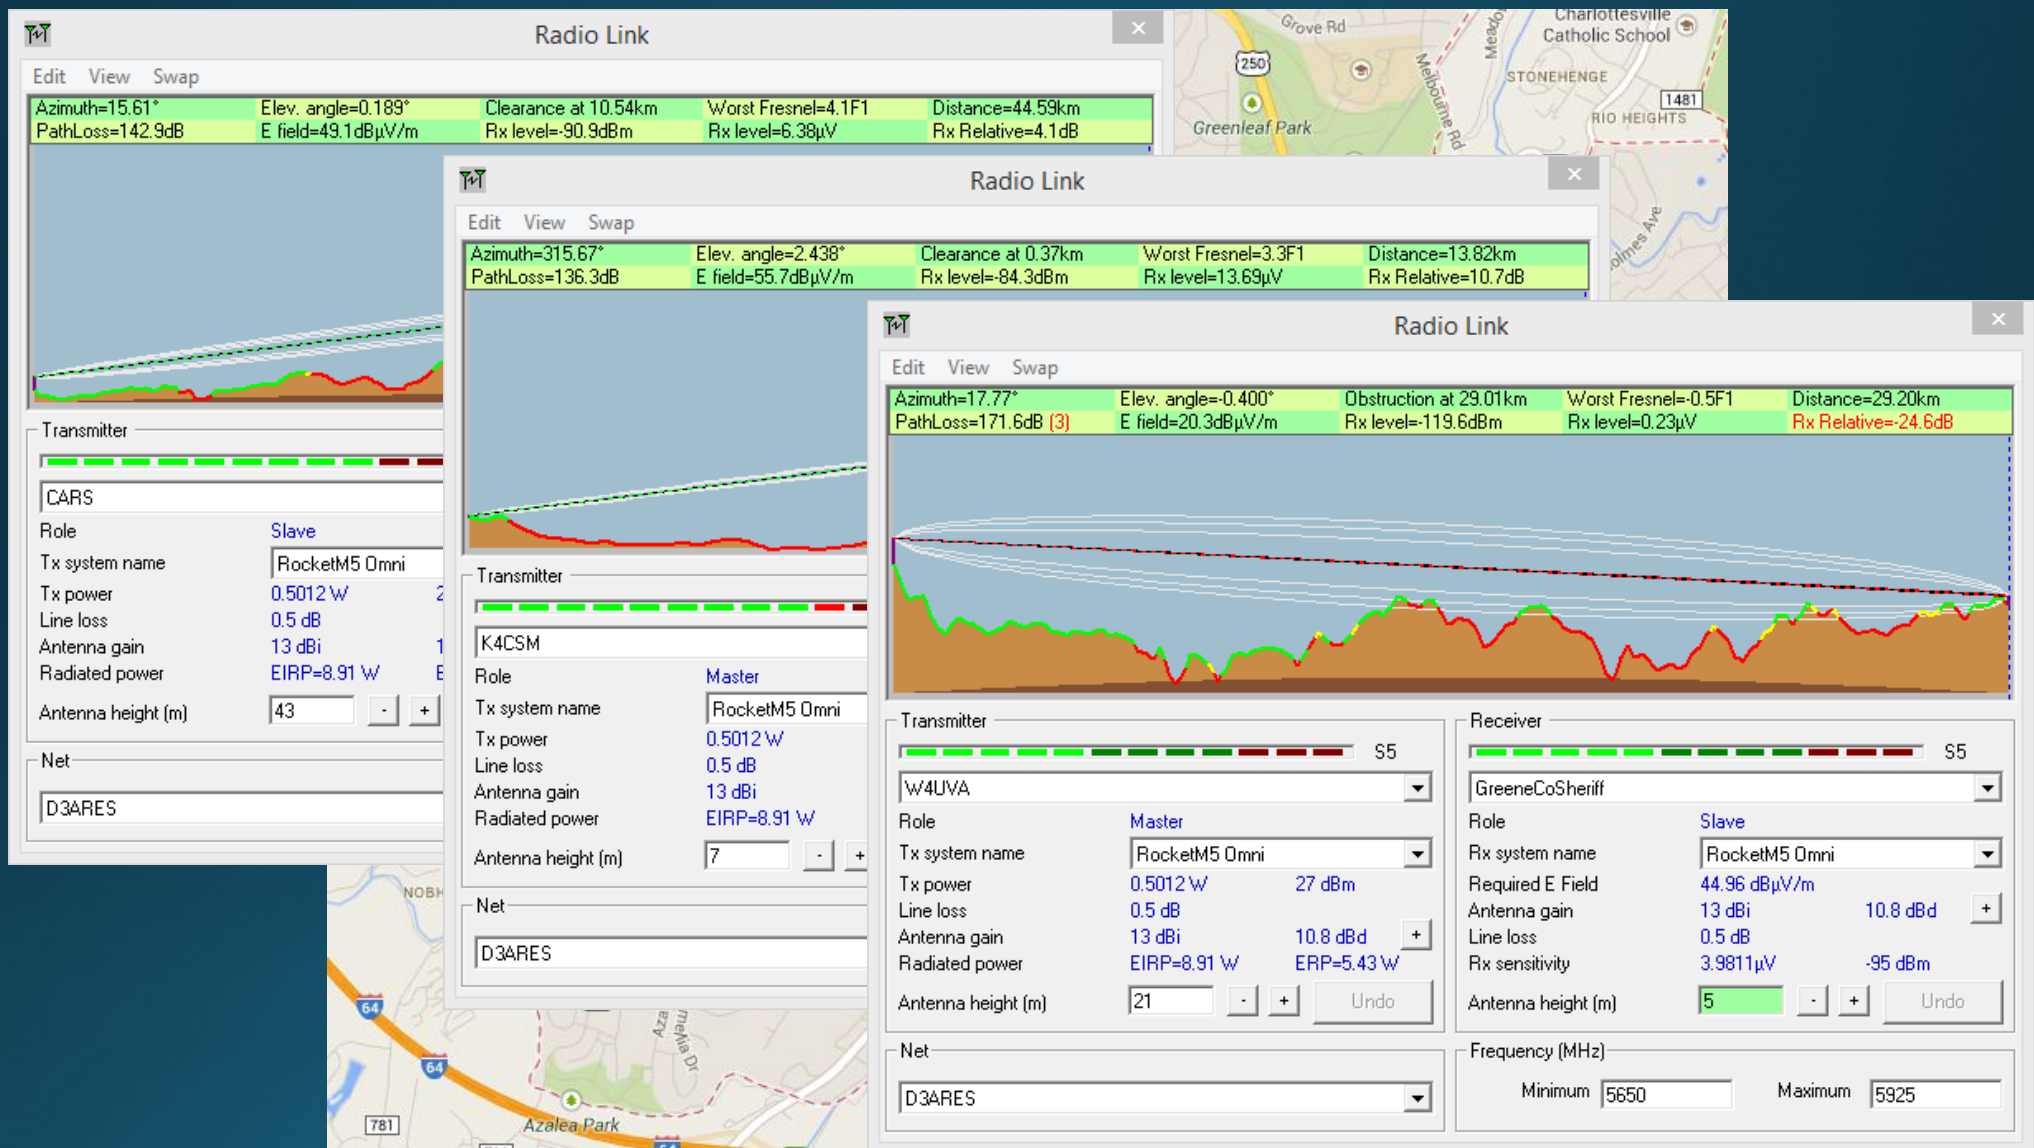 Radio Link
Edit View Swap
Azimuth=15.61° Elev. angle=0.189° Clearance at 10.54km Worst Fresnel=4.1F1 Distance=44.59km
PathLoss=142.9dB E field=49.1dBµV/m Rx level=-90.9dBm Rx level=6.38µV Rx Relative=4.1dB
Transmitter
CARS
Role Slave
Tx system name RocketM5 Omni
Tx power 0.5012 W 2
Line loss 0.5 dB
Antenna gain 13 dBi 1
Radiated power EIRP=8.91 W E
Antenna height (m) 43 - +
Net
D3ARES
Radio Link
Edit View Swap
Azimuth=315.67° Elev. angle=2.438° Clearance at 0.37km Worst Fresnel=3.3F1 Distance=13.82km
PathLoss=136.3dB E field=55.7dBµV/m Rx level=-84.3dBm Rx level=13.69µV Rx Relative=10.7dB
Transmitter
K4CSM
Role Master
Tx system name RocketM5 Omni
Tx power 0.5012 W
Line loss 0.5 dB
Antenna gain 13 dBi
Radiated power EIRP=8.91 W
Antenna height (m) 7 - +
Net
D3ARES
Radio Link
Edit View Swap
Azimuth=17.77° Elev. angle=-0.400° Obstruction at 29.01km Worst Fresnel=-0.5F1 Distance=29.20km
PathLoss=171.6dB (3) E field=20.3dBµV/m Rx level=-119.6dBm Rx level=0.23µV Rx Relative=-24.6dB
Transmitter
S5
W4UVA
Role Master
Tx system name RocketM5 Omni
Tx power 0.5012 W 27 dBm
Line loss 0.5 dB
Antenna gain 13 dBi 10.8 dBd +
Radiated power EIRP=8.91 W ERP=5.43 W
Antenna height (m) 21 - + Undo
Net
D3ARES
Receiver
S5
GreeneCoSheriff
Role Slave
Rx system name RocketM5 Omni
Required E Field 44.96 dBµV/m
Antenna gain 13 dBi 10.8 dBd +
Line loss 0.5 dB
Rx sensitivity 3.9811µV -95 dBm
Antenna height (m) 5 - + Undo
Frequency (MHz)
Minimum 5650 Maximum 5925
Grove Rd
250
Greenleaf Park
Melbourne Rd
Charlottesville
Catholic School
STONEHENGE
1481
RIO HEIGHTS
64
64
64
781
Azalea Park